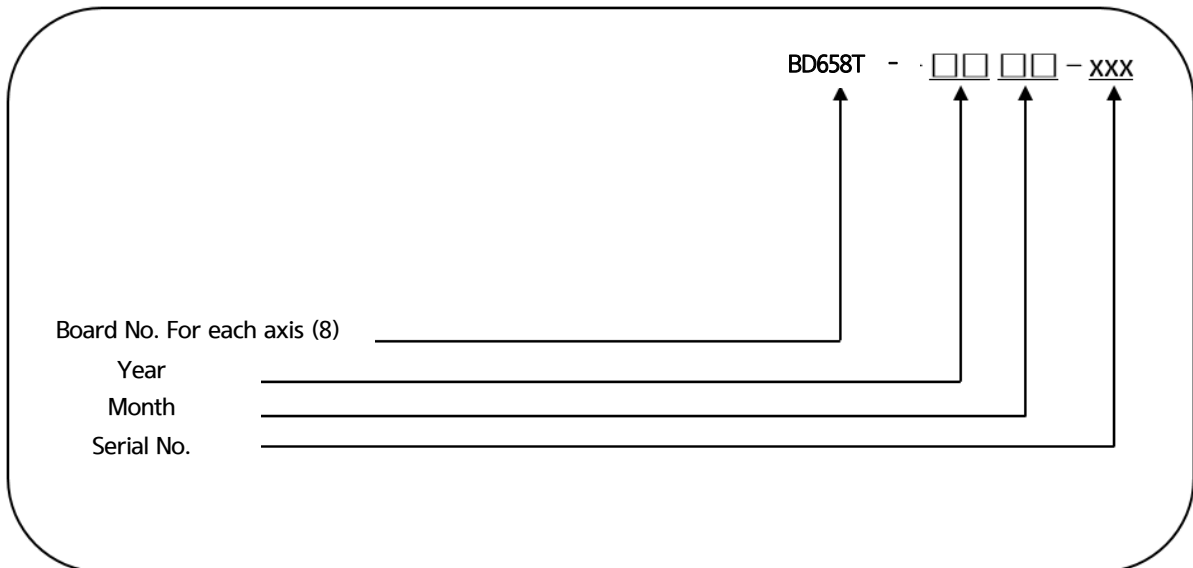 BD658T - □□ □□ - xxx
Board No. For each axis (8)
Year
Month
Serial No.